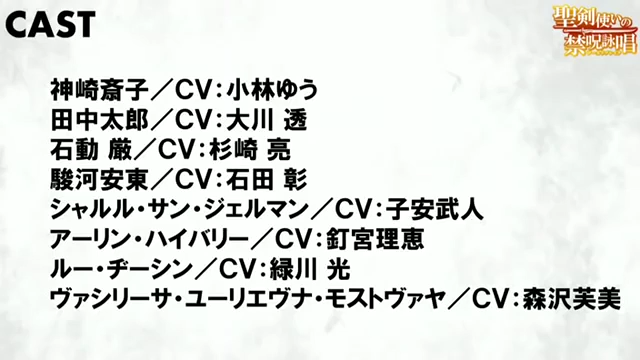 CAST
聖剣使いの
禁呪詠唱
神崎斎子／CV：小林ゆう
田中太郎／CV：大川 透
石動 厳／CV：杉崎 亮
駿河安東／CV：石田 彰
シャルル・サン・ジェルマン／CV：子安武人
アーリン・ハイバリー／CV：釘宮理恵
ルー・ヂーシン／CV：緑川 光
ヴァシリーサ・ユーリエヴナ・モストヴァヤ／CV：森沢芙美